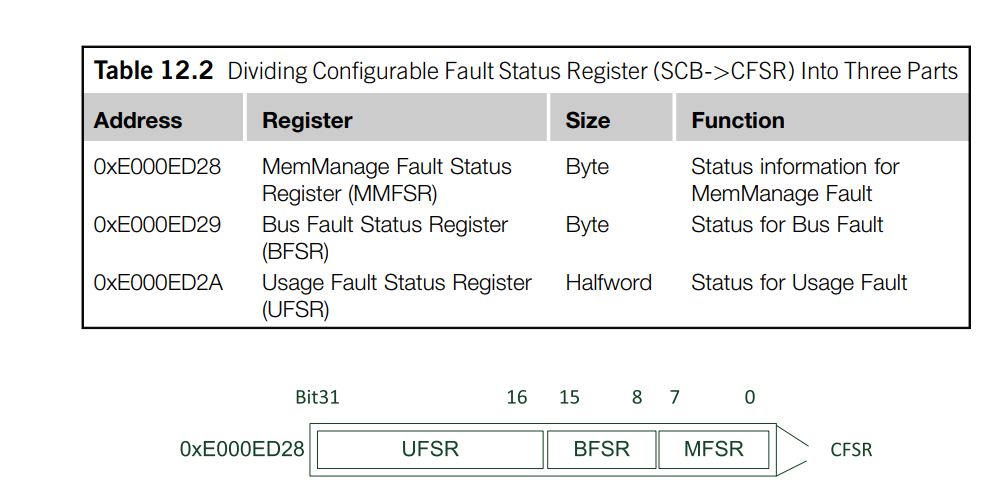 Table 12.2 Dividing Configurable Fault Status Register (SCB->CFSR) Into Three Parts
Address Register Size Function
0xE000ED28 MemManage Fault Status Byte Status information for
Register (MMFSR) MemManage Fault
0xE000ED29 Bus Fault Status Register Byte Status for Bus Fault
(BFSR)
0xE000ED2A Usage Fault Status Register Halfword Status for Usage Fault
(UFSR)
Bit31 16 15 8 7 0
0xE000ED28 UFSR BFSR MFSR CFSR